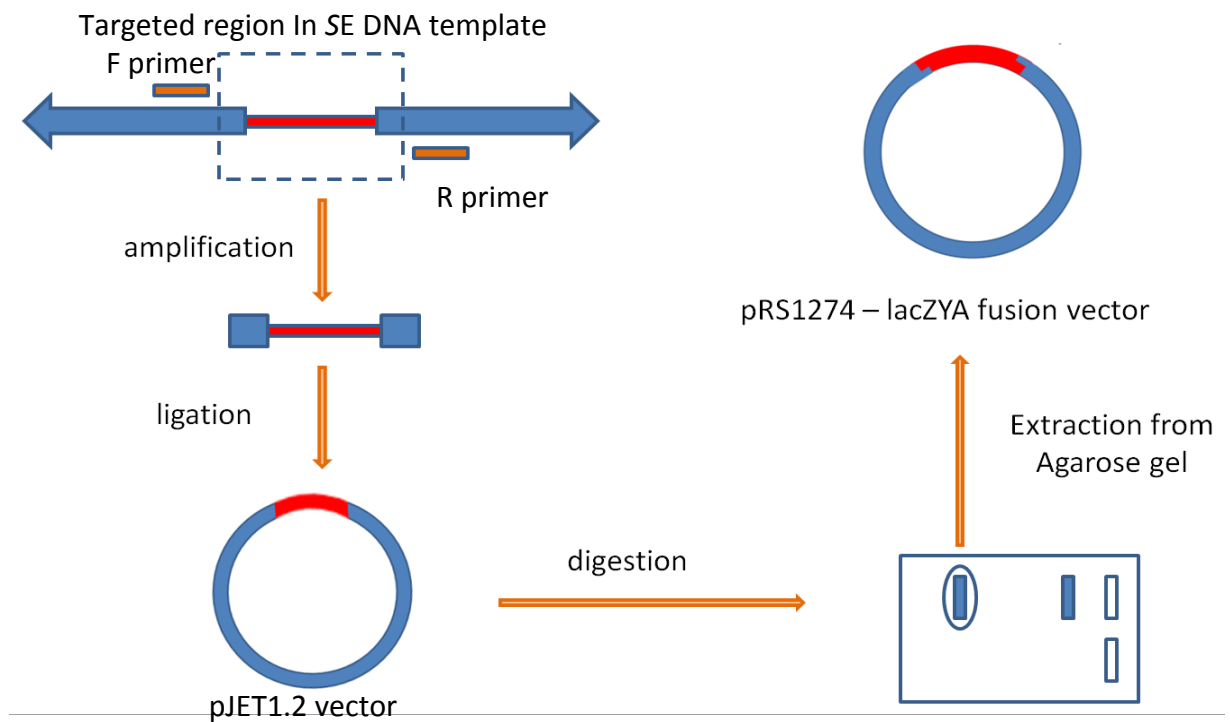 Targeted region In SE DNA template
F primer
R primer
amplification
ligation
pJET1.2 vector
digestion
Extraction from
Agarose gel
pRS1274 – lacZYA fusion vector